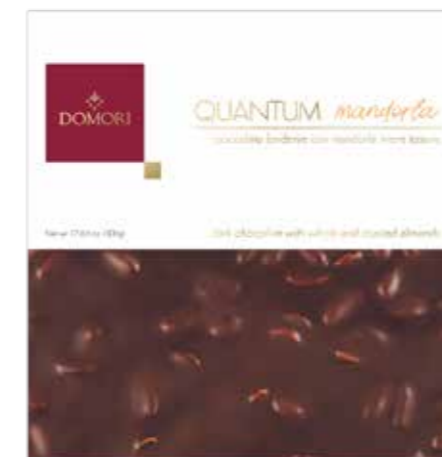 DOMORI
QUANTUM mandorla
cioccolato fondente con mandorle intere tostate
dark chocolate with whole and roasted almonds